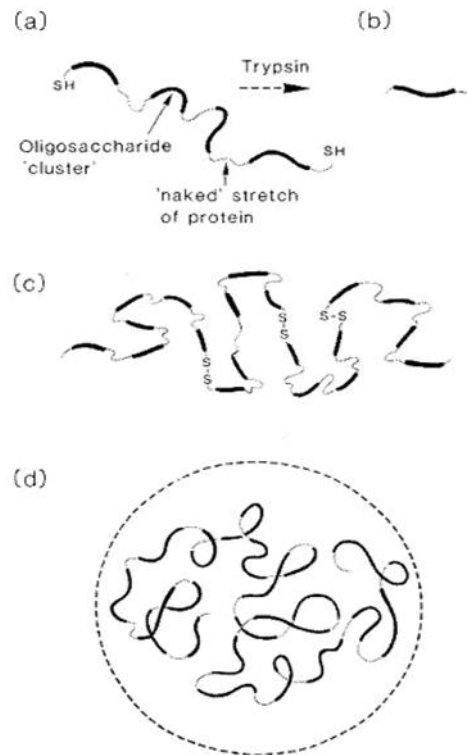 (a)
(b)
SH
Trypsin
Oligosaccharide
'cluster'
SH
'naked' stretch
of protein
(c)
S-S
S-S
S-S
(d)